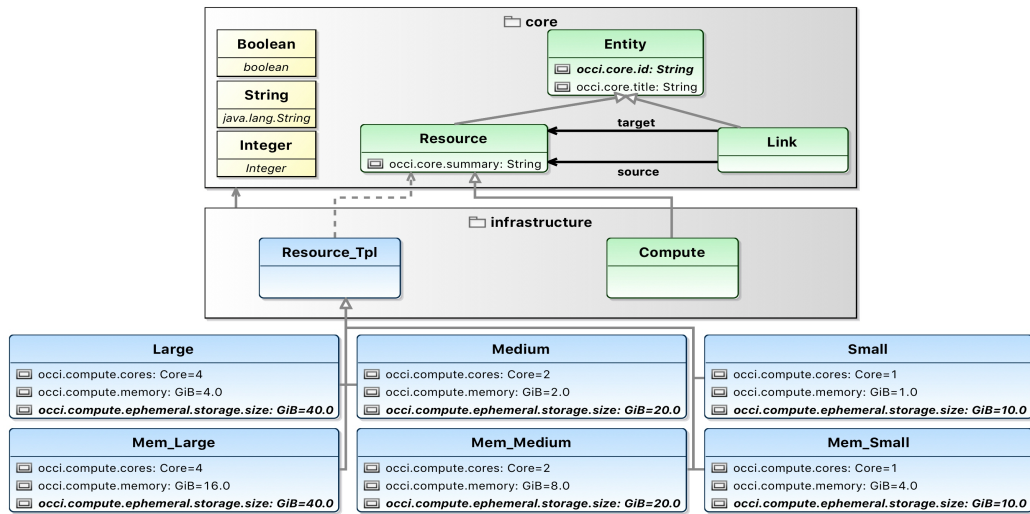 core
Boolean
boolean
String
java.lang.String
Integer
Integer
Entity
occi.core.id: String
occi.core.title: String
Resource
occi.core.summary: String
target
source
Link
infrastructure
Resource_Tpl
Compute
Large
occi.compute.cores: Core=4
occi.compute.memory: GiB=4.0
occi.compute.ephemeral.storage.size: GiB=40.0
Medium
occi.compute.cores: Core=2
occi.compute.memory: GiB=2.0
occi.compute.ephemeral.storage.size: GiB=20.0
Small
occi.compute.cores: Core=1
occi.compute.memory: GiB=1.0
occi.compute.ephemeral.storage.size: GiB=10.0
Mem_Large
occi.compute.cores: Core=4
occi.compute.memory: GiB=16.0
occi.compute.ephemeral.storage.size: GiB=40.0
Mem_Medium
occi.compute.cores: Core=2
occi.compute.memory: GiB=8.0
occi.compute.ephemeral.storage.size: GiB=20.0
Mem_Small
occi.compute.cores: Core=1
occi.compute.memory: GiB=4.0
occi.compute.ephemeral.storage.size: GiB=10.0